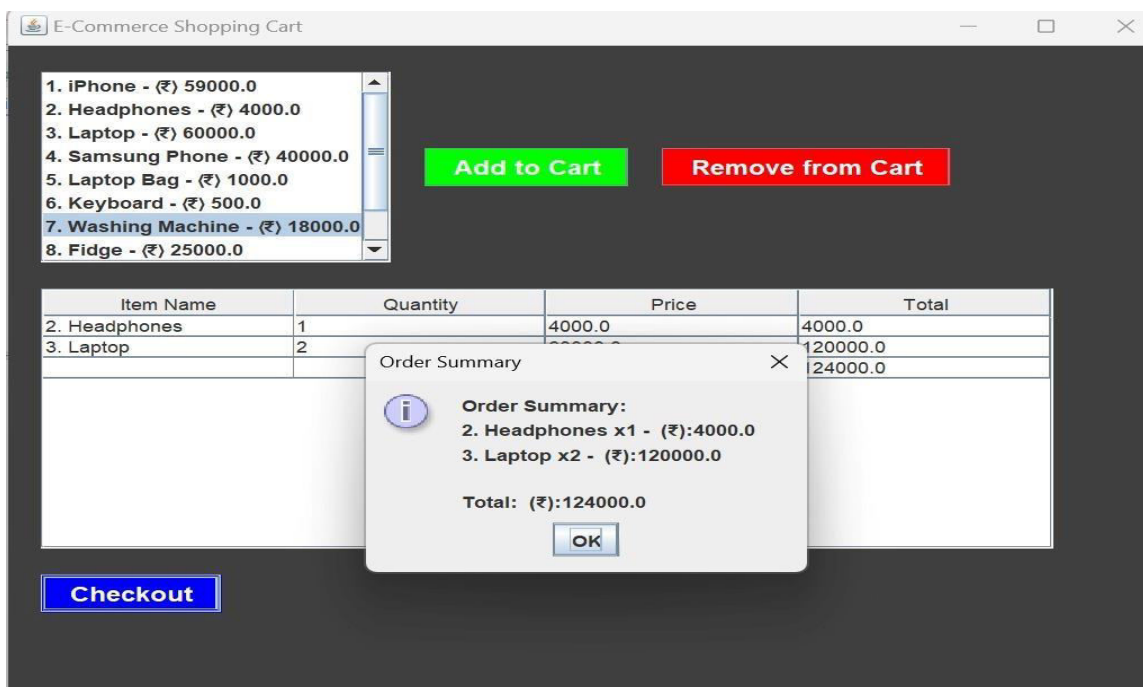 E-Commerce Shopping Cart
1. iPhone - (₹) 59000.0
2. Headphones - (₹) 4000.0
3. Laptop - (₹) 60000.0
4. Samsung Phone - (₹) 40000.0
5. Laptop Bag - (₹) 1000.0
6. Keyboard - (₹) 500.0
7. Washing Machine - (₹) 18000.0
8. Fidge - (₹) 25000.0
Add to Cart Remove from Cart
Item Name Quantity Price Total
2. Headphones 1 4000.0 4000.0
3. Laptop 2 120000.0
124000.0
Order Summary
Order Summary:
2. Headphones x1 - (₹):4000.0
3. Laptop x2 - (₹):120000.0
Total: (₹):124000.0
OK
Checkout